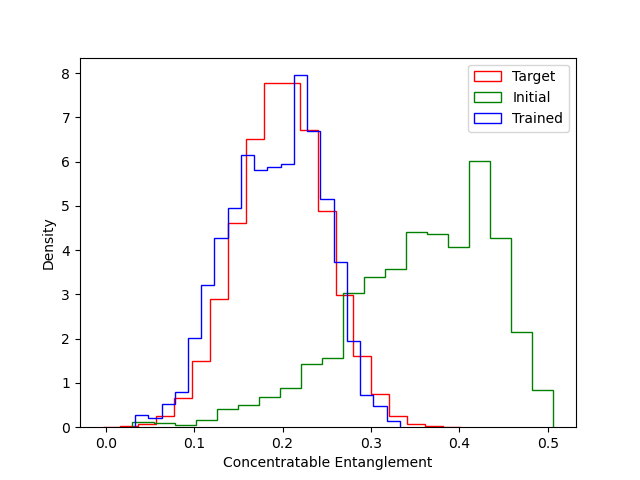 Target
Initial
Trained
Density
8
7
6
5
4
3
2
1
0
0.0 0.1 0.2 0.3 0.4 0.5
Concentratable Entanglement